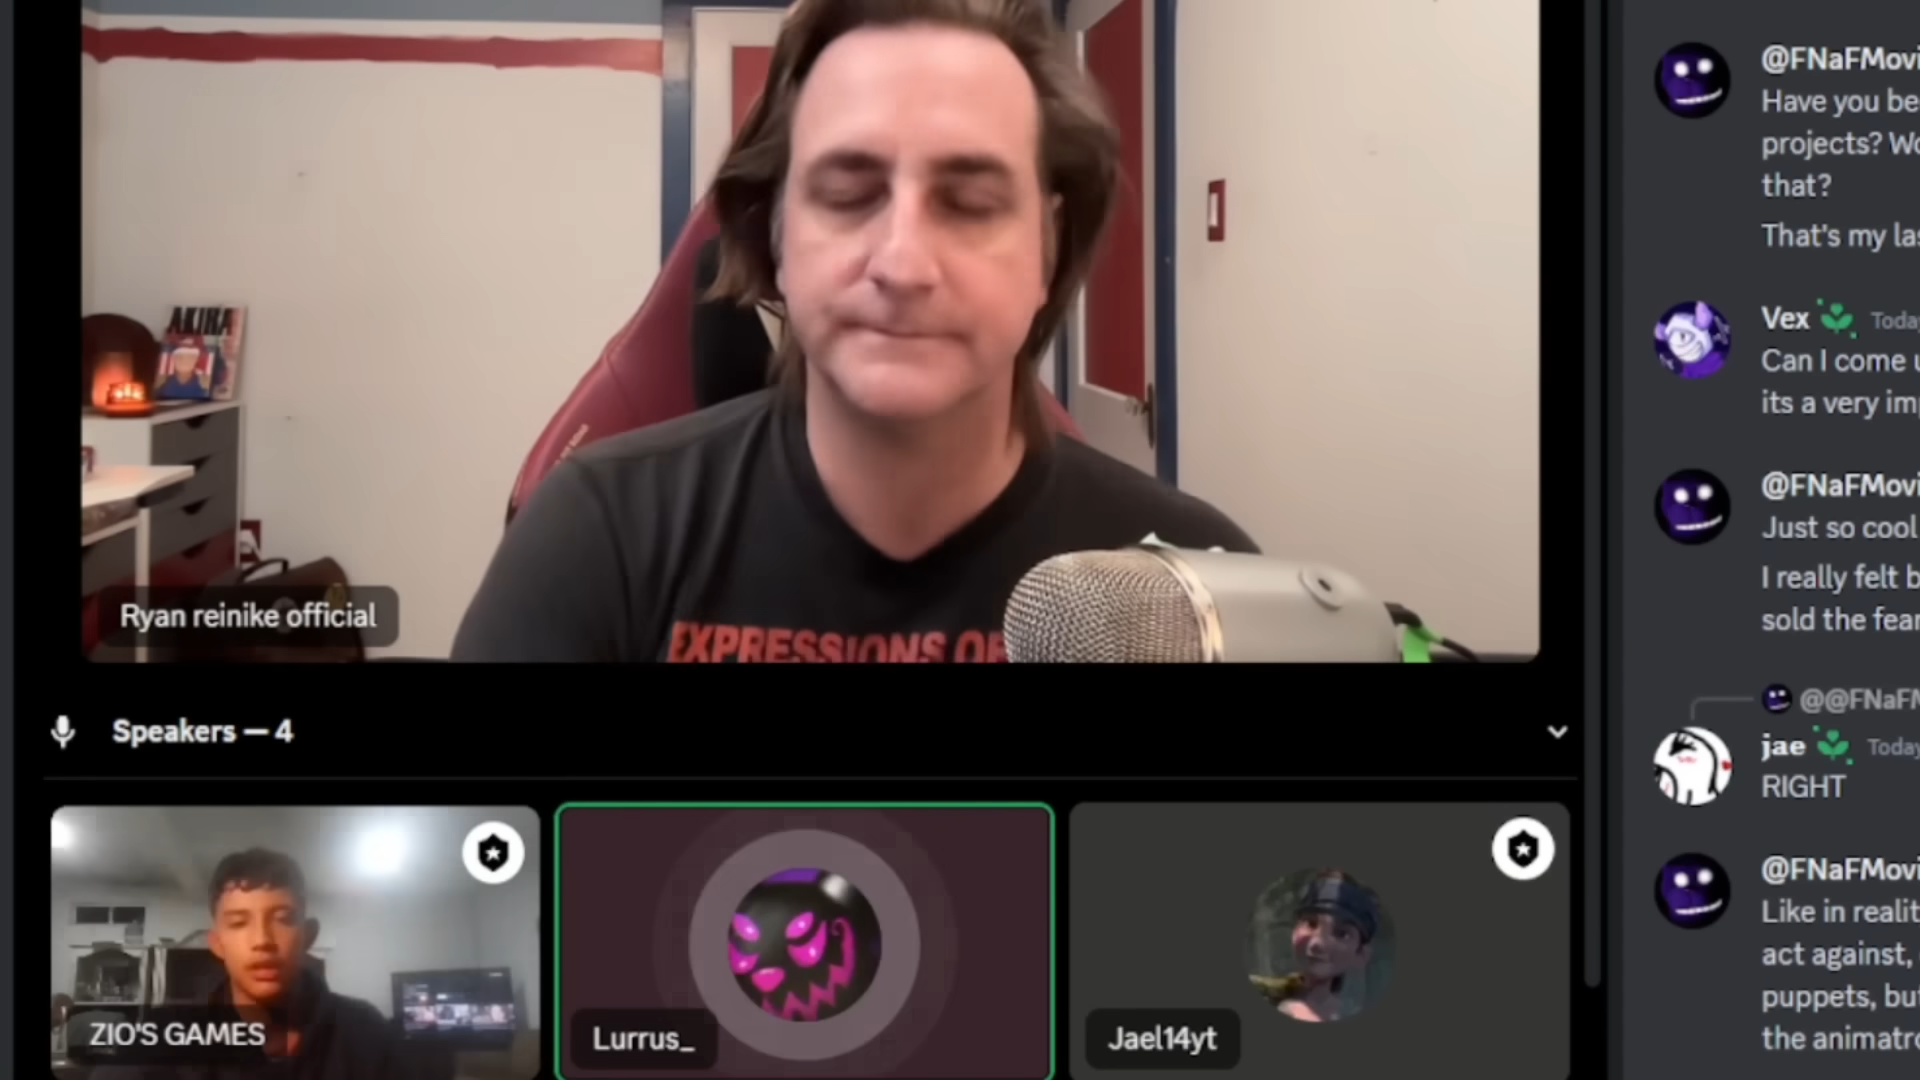 AKIRA
Ryan reinike official
EXPRESSIONS OF
Speakers — 4
ZIO'S GAMES
Lurrus_
Jael14yt
@FNaFMovi
Have you be
projects? Wo
that?
That's my las
Vex Today
Can I come u
its a very imp
@FNaFMovi
Just so cool
I really felt b
sold the fear
@@FNaFM
jae Today
RIGHT
@FNaFMovi
Like in realit
act against,
puppets, but
the animatro